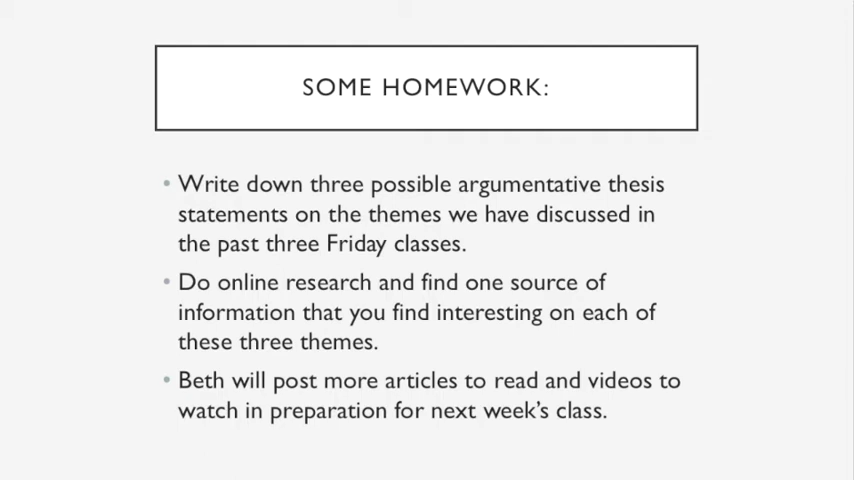 SOME HOMEWORK:
• Write down three possible argumentative thesis
statements on the themes we have discussed in
the past three Friday classes.
• Do online research and find one source of
information that you find interesting on each of
these three themes.
• Beth will post more articles to read and videos to
watch in preparation for next week's class.